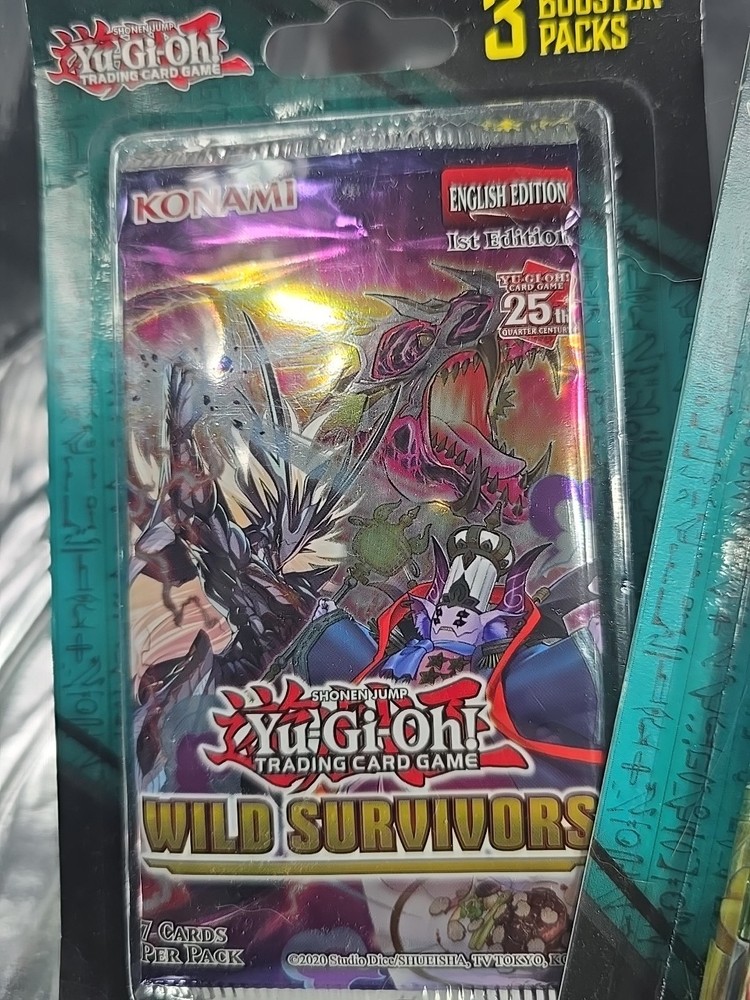 SHONEN JUMP
Yu-Gi-Oh!
TRADING CARD GAME
3 BOOSTER
PACKS
KONAMI
ENGLISH EDITION
1st Edition
YU-GI-OH!
CARD GAME
25th
QUARTER CENTURY
SHONEN JUMP
Yu-Gi-Oh!
TRADING CARD GAME
WILD SURVIVORS
7 CARDS
PER PACK
©2020 Studio Dice/SHUEISHA, TV TOKYO, KO